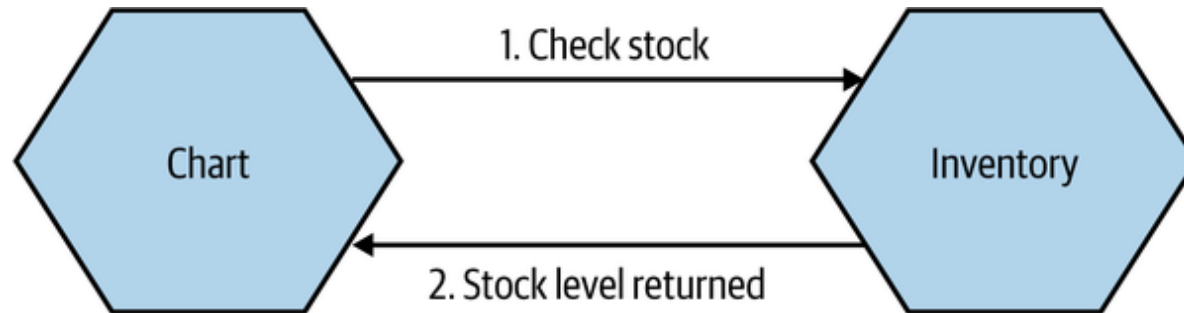 1. Check stock
Chart
Inventory
2. Stock level returned